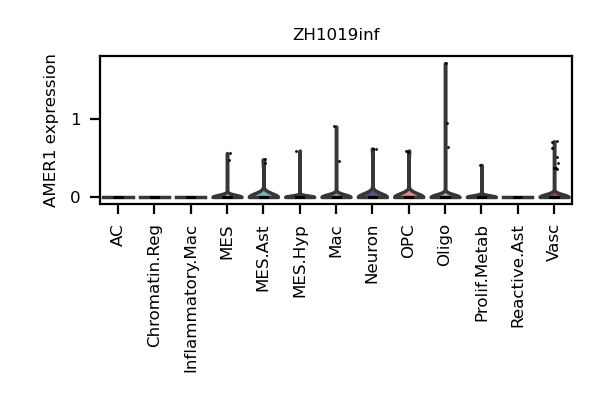 ZH1019inf
AMER1 expression
1
0
AC
Chromatin.Reg
Inflammatory.Mac
MES
MES.Ast
MES.Hyp
Mac
Neuron
OPC
Oligo
Prolif.Metab
Reactive.Ast
Vasc